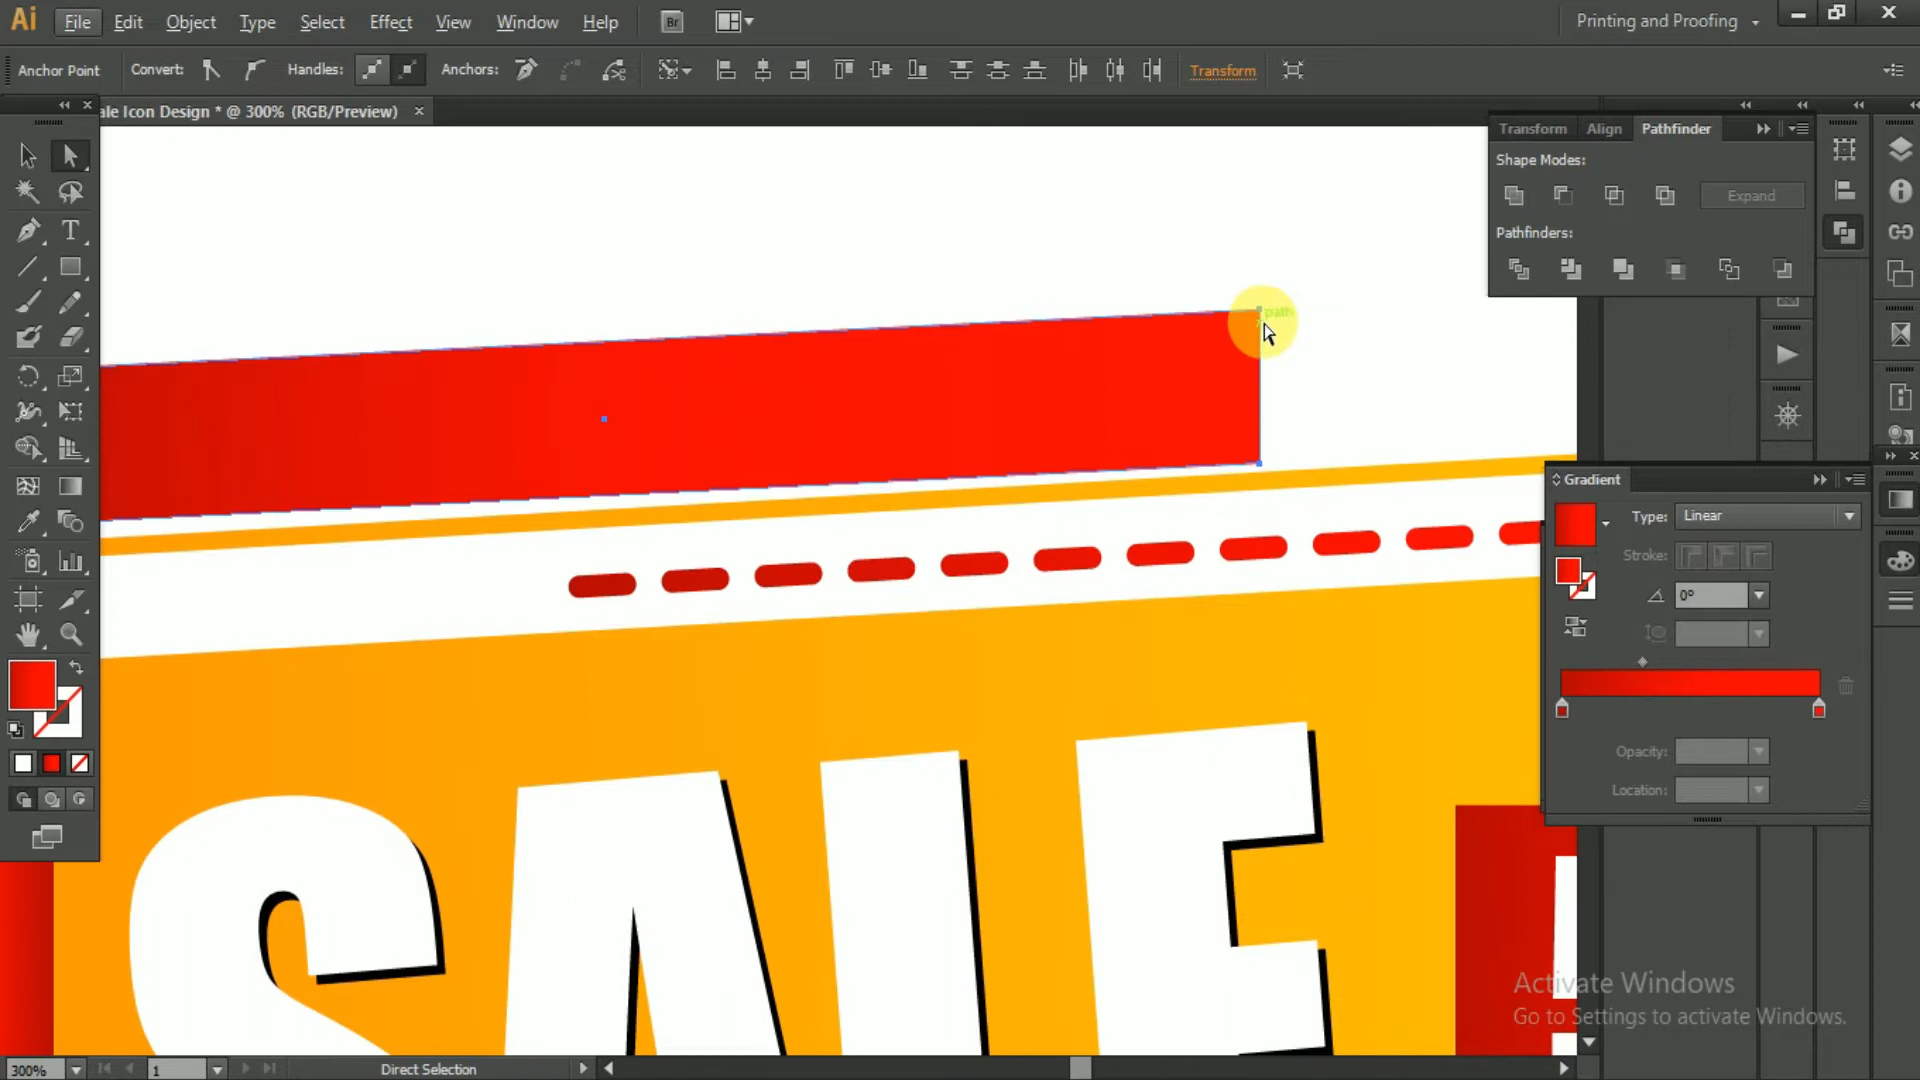 Ai File Edit Object Type Select Effect View Window Help Br Printing and Proofing
Anchor Point Convert: Handles: Anchors: Transform
ale Icon Design * @ 300% (RGB/Preview)
Transform Align Pathfinder
Shape Modes:
Expand
Pathfinders:
path
Gradient
Type: Linear
Stroke:
0°
Opacity:
Location:
T
SALE
Activate Windows
Go to Settings to activate Windows.
300% 1 Direct Selection